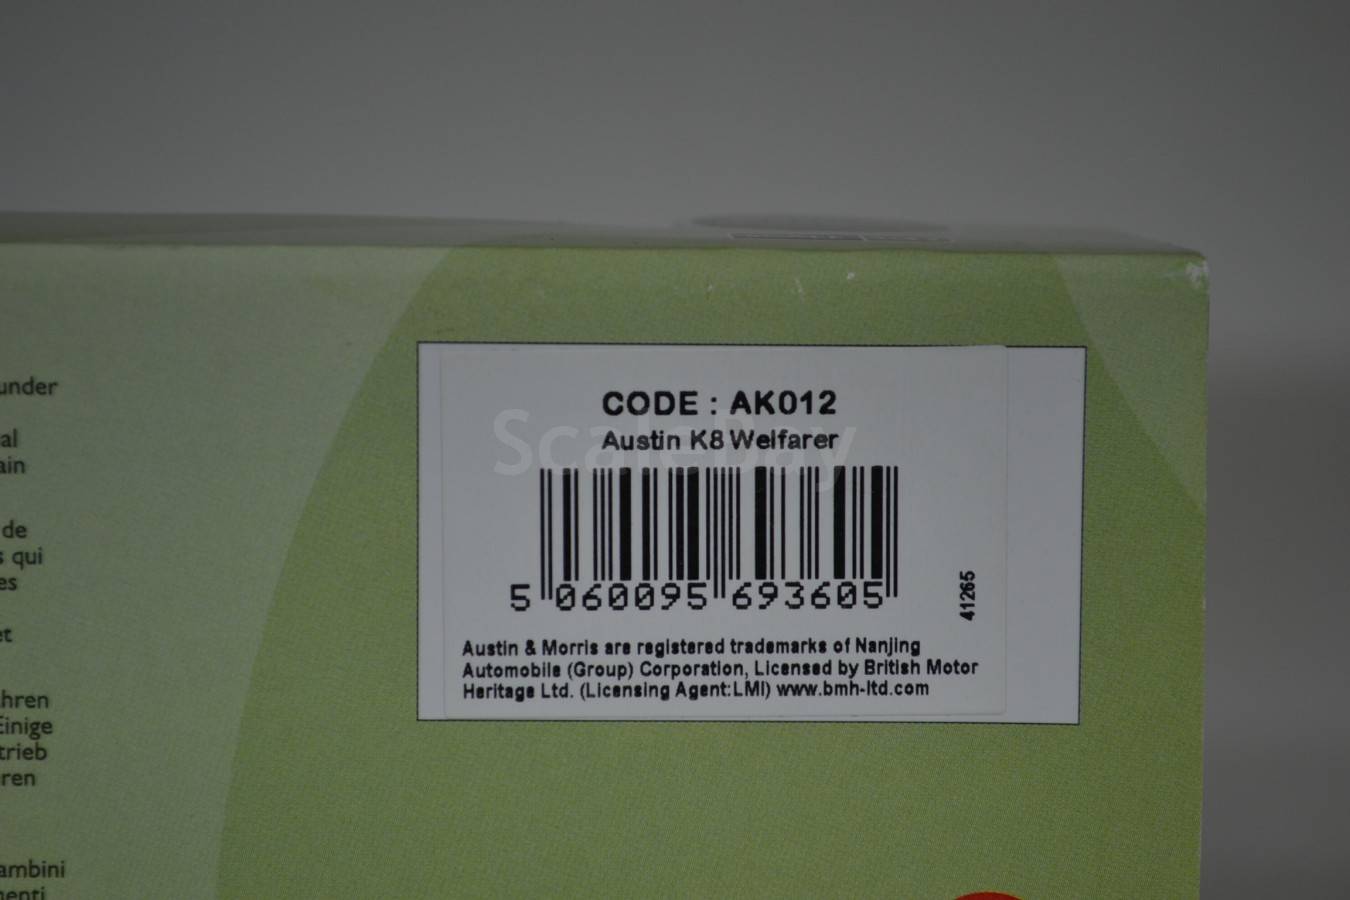 under
al
ain
de
s qui
es
et
hren
Einige
trieb
ren
ambini
menti
CODE : AK012
Austin K8 Welfarer
ScaleBay
5 060095 693605
41265
Austin & Morris are registered trademarks of Nanjing
Automobile (Group) Corporation, Licensed by British Motor
Heritage Ltd. (Licensing Agent:LMI) www.bmh-ltd.com